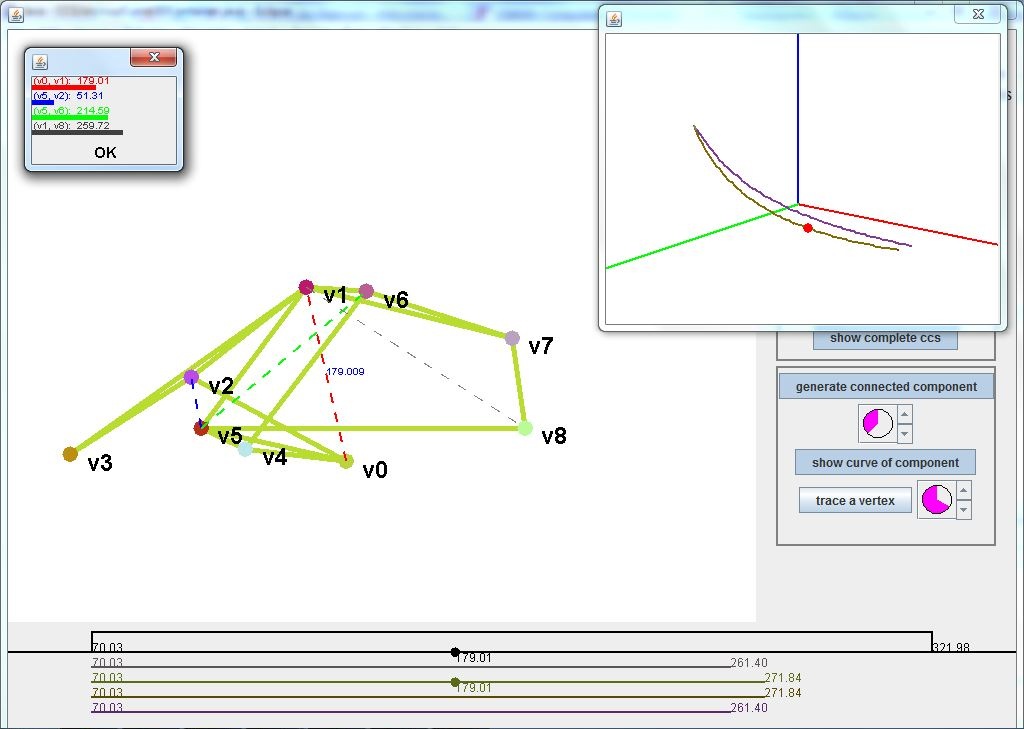 (v0, v1): 179.01
(v5, v2): 51.31
(v5, v6): 214.59
(v1, v8): 259.72
OK
s
v1
v6
v7
show complete ccs
179.009
v2
generate connected component
v5
v8
v4
v3
v0
show curve of component
trace a vertex
70.03
321.98
179.01
70.03
261.40
70.03
271.84
179.01
70.03
271.84
70.03
261.40